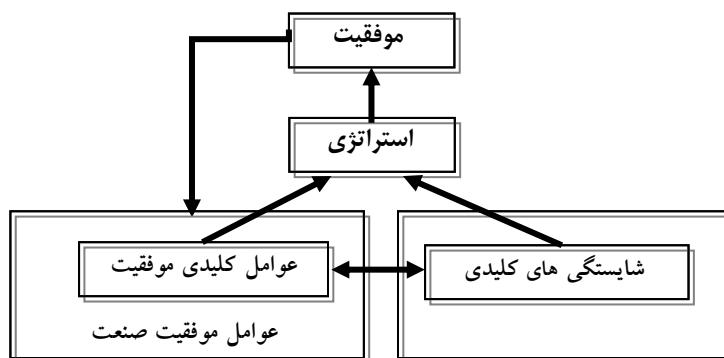 موفقیت
استراتژی
عوامل کلیدی موفقیت
شایستگی های کلیدی
عوامل موفقیت صنعت